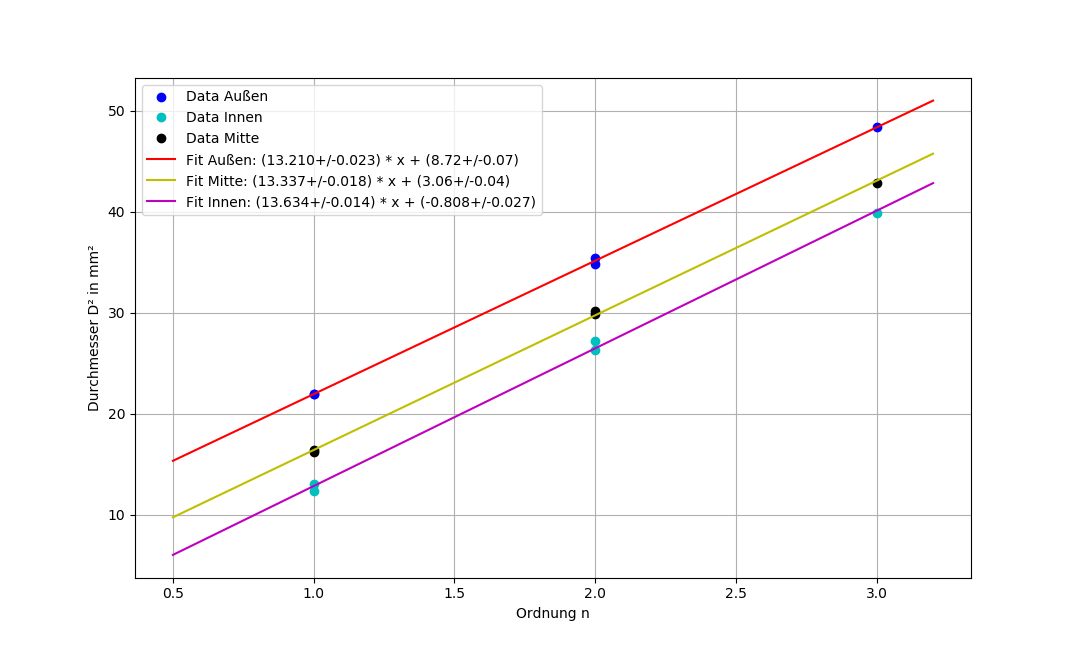 Data Außen
Data Innen
Data Mitte
Fit Außen: (13.210+/-0.023) * x + (8.72+/-0.07)
Fit Mitte: (13.337+/-0.018) * x + (3.06+/-0.04)
Fit Innen: (13.634+/-0.014) * x + (-0.808+/-0.027)
Durchmesser D² in mm²
50
40
30
20
10
0.5 1.0 1.5 2.0 2.5 3.0
Ordnung n